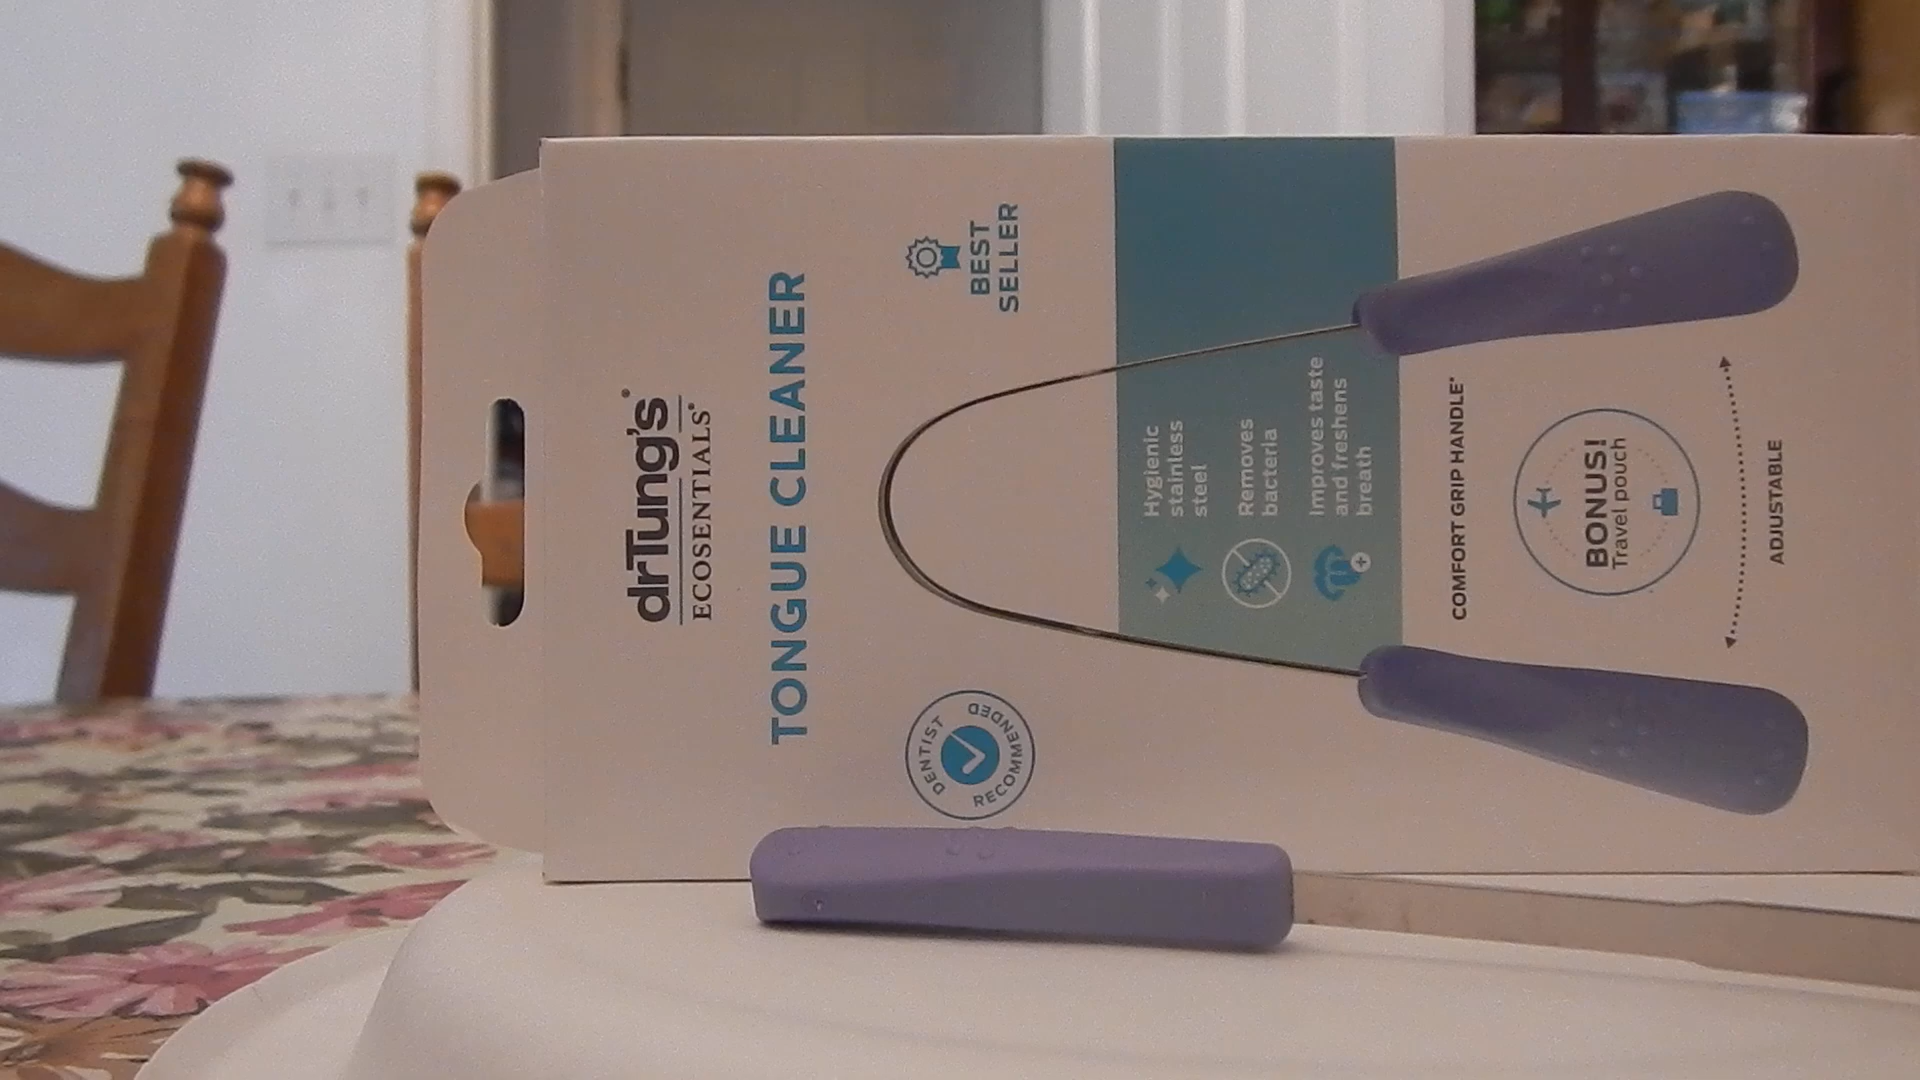 drTung's®
ECOSENTIALS®
TONGUE CLEANER
BEST
SELLER
DENTIST RECOMMENDED
Hygienic
stainless
steel
Removes
bacteria
Improves taste
and freshens
breath
COMFORT GRIP HANDLE*
BONUS!
Travel pouch
ADJUSTABLE